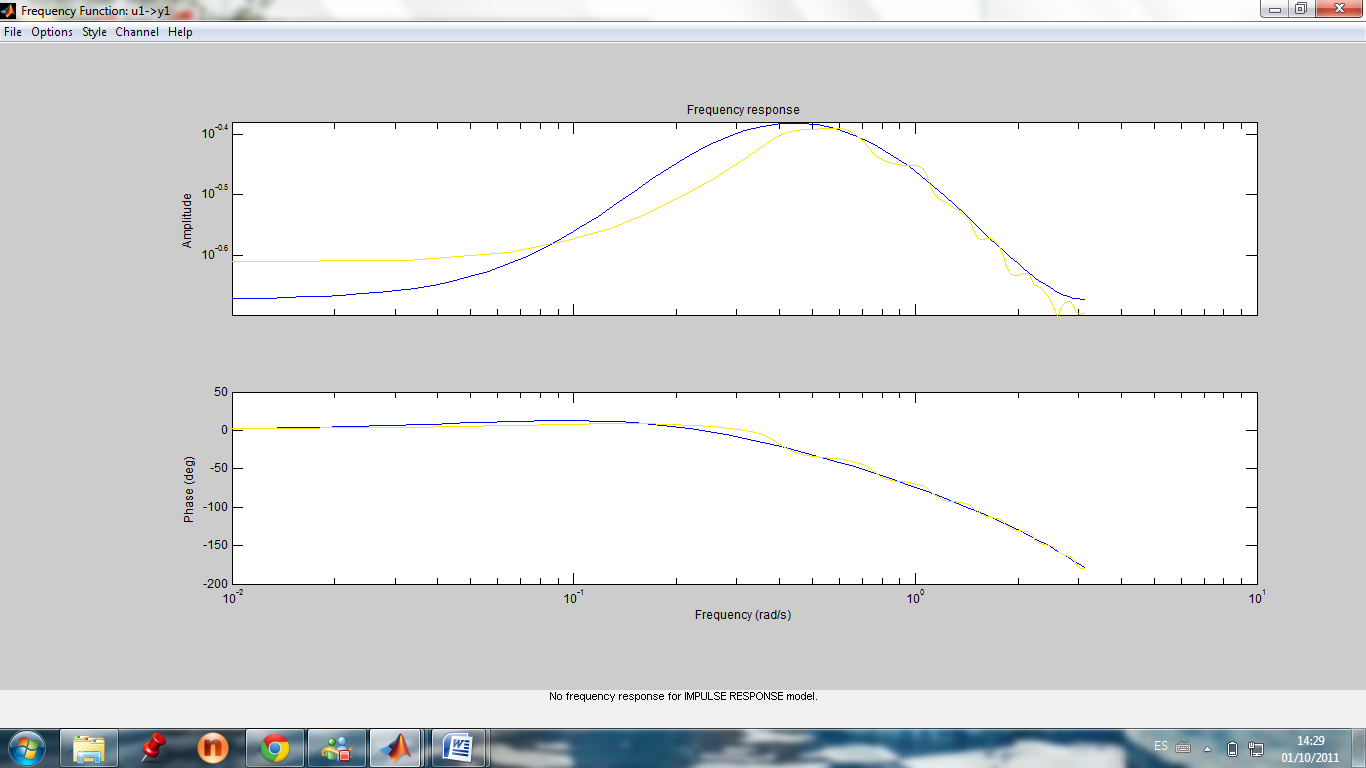 Frequency Function: u1->y1
File Options Style Channel Help
Frequency response
10^-0.4
10^-0.5
10^-0.6
Amplitude
50
0
-50
-100
-150
-200
Phase (deg)
10^-2 10^-1 10^0 10^1
Frequency (rad/s)
No frequency response for IMPULSE RESPONSE model.
ES 14:29
01/10/2011